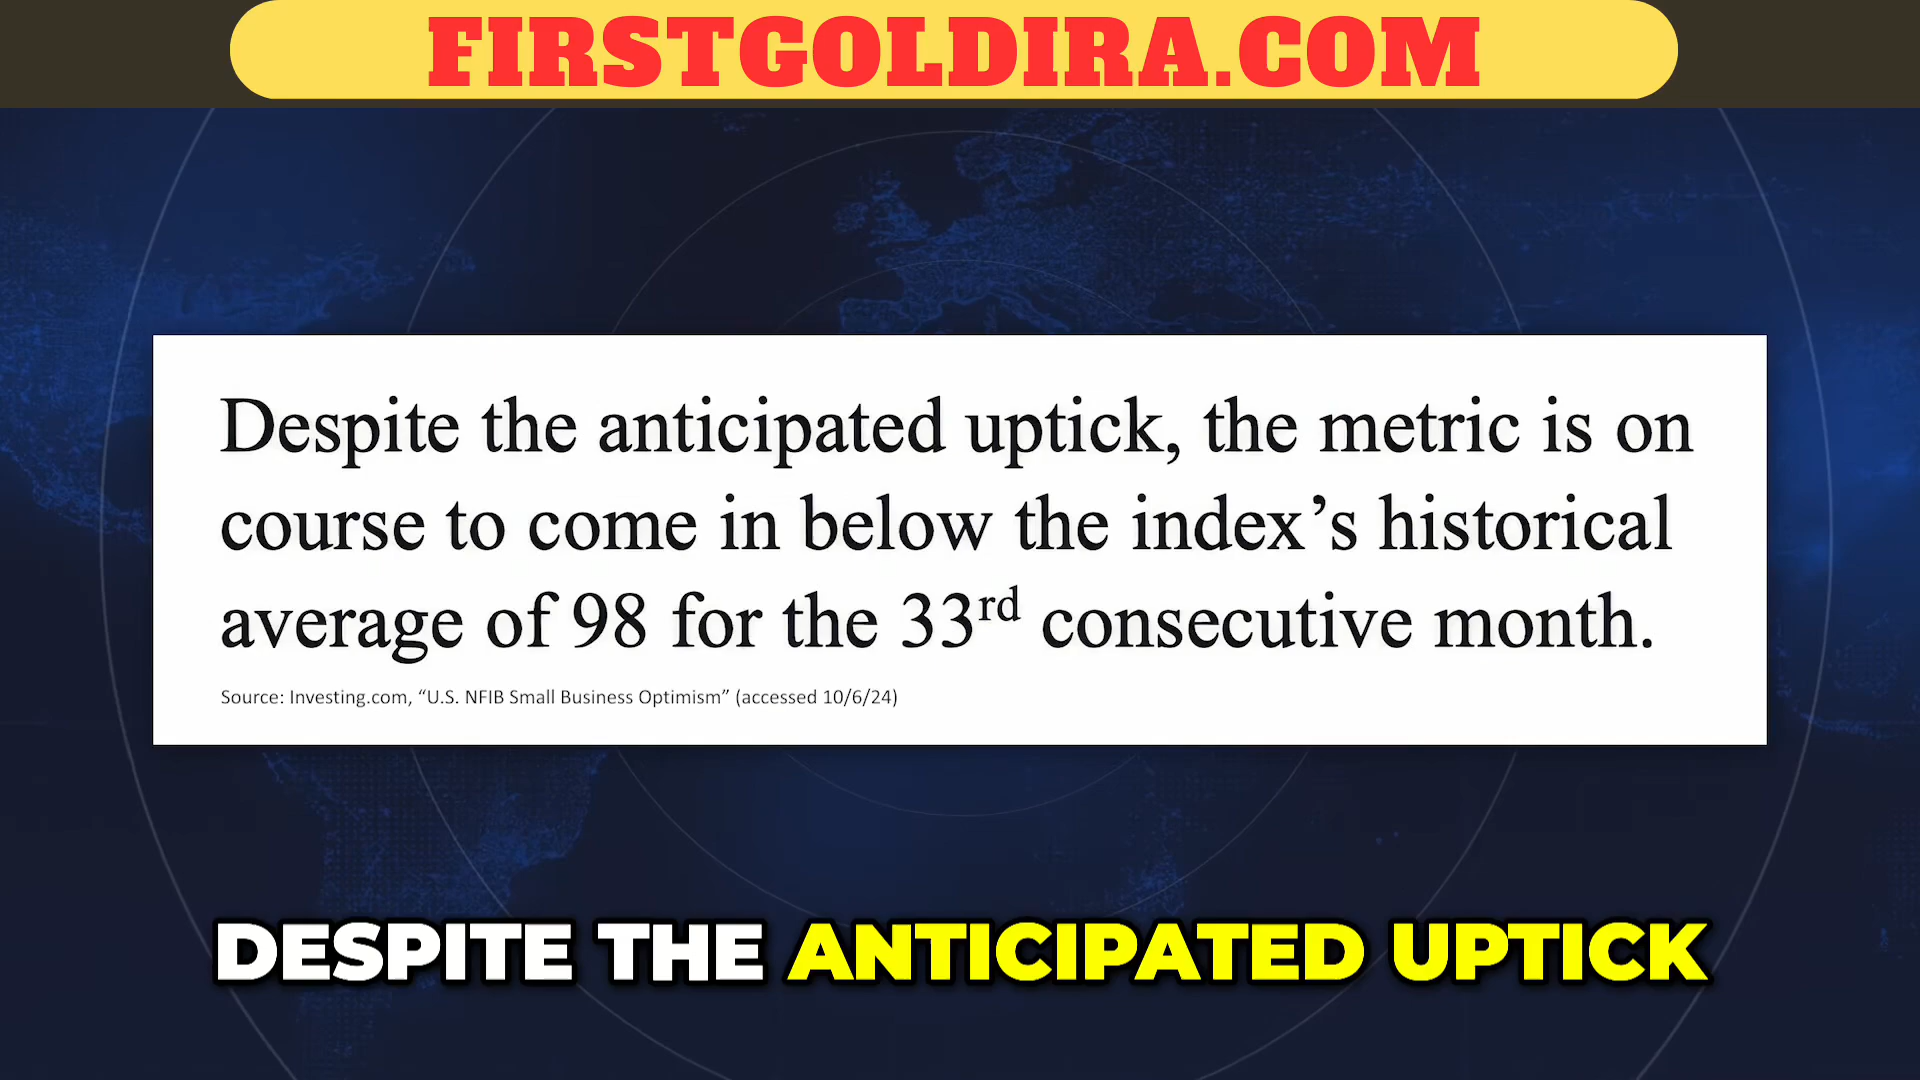 FIRSTGOLDIRA.COM
Despite the anticipated uptick, the metric is on
course to come in below the index’s historical
average of 98 for the 33rd consecutive month.
Source: Investing.com, “U.S. NFIB Small Business Optimism” (accessed 10/6/24)
DESPITE THE ANTICIPATED UPTICK